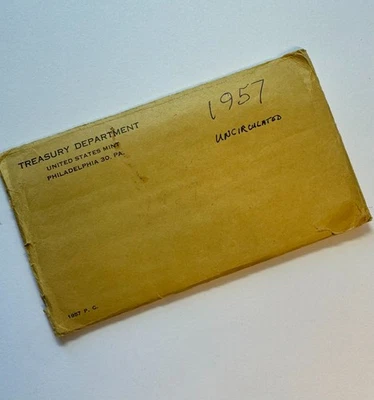 TREASURY DEPARTMENT
UNITED STATES MINT
PHILADELPHIA 30, PA.
1957
UNCIRCULATED
1957 P. C.